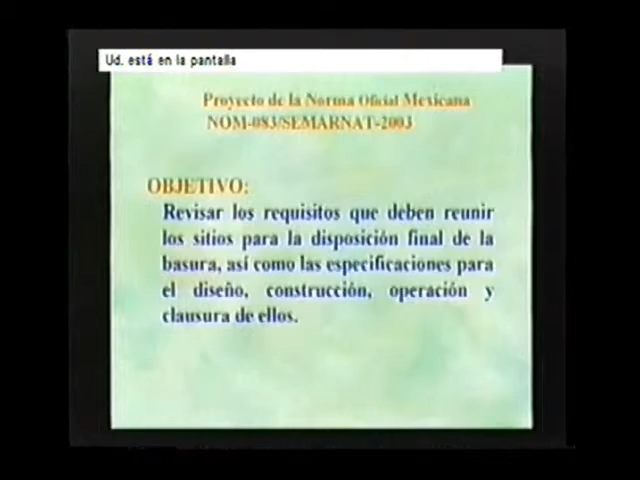 Ud. está en la pantalla
Proyecto de la Norma Oficial Mexicana
NOM-083/SEMARNAT-2003
OBJETIVO:
Revisar los requisitos que deben reunir
los sitios para la disposición final de la
basura, así como las especificaciones para
el diseño, construcción, operación y
clausura de ellos.